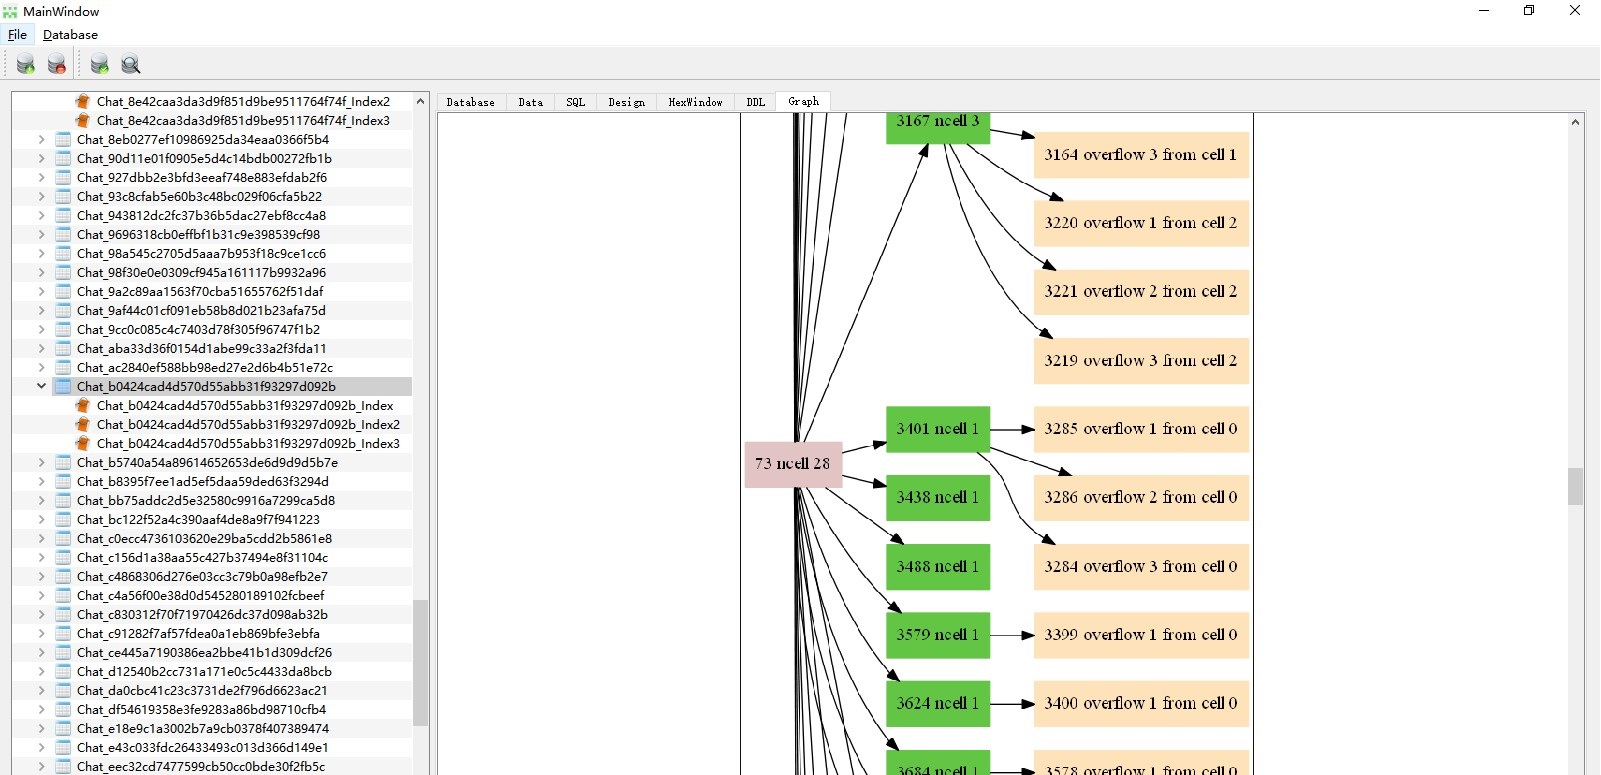 MainWindow
File Database
Chat_8e42caa3da3d9f851d9be9511764f74f_Index2
Chat_8e42caa3da3d9f851d9be9511764f74f_Index3
Chat_8eb0277ef10986925da34eaa0366f5b4
Chat_90d11e01f0905e5d4c14bdb00272fb1b
Chat_927dbb2e3bfd3eeaf748e883efdab2f6
Chat_93c8cfab5e60b3c48bc029f06cfa5b22
Chat_943812dc2fc37b36b5dac27ebf8cc4a8
Chat_9696318cb0effbf1b31c9e398539cf98
Chat_98a545c2705d5aaa7b953f18c9ce1cc6
Chat_98f30e0e0309cf945a161117b9932a96
Chat_9a2c89aa1563f70cba51655762f51daf
Chat_9af44c01cf091eb58b8d021b23afa75d
Chat_9cc0c085c4c7403d78f305f96747f1b2
Chat_aba33d36f0154d1abe99c33a2f3fda11
Chat_ac2840ef588bb98ed27e2d6b4b51e72c
Chat_b0424cad4d570d55abb31f93297d092b
Chat_b0424cad4d570d55abb31f93297d092b_Index
Chat_b0424cad4d570d55abb31f93297d092b_Index2
Chat_b0424cad4d570d55abb31f93297d092b_Index3
Chat_b5740a54a89614652653de6d9d9d5b7e
Chat_b8395f7ee1ad5ef5daa59ded63f3294d
Chat_bb75addc2d5e32580c9916a7299ca5d8
Chat_bc122f52a4c390aaf4de8a9f7f941223
Chat_c0ecc4736103620e29ba5cdd2b5861e8
Chat_c156d1a38aa55c427b37494e8f31104c
Chat_c4868306d276e03cc3c79b0a98efb2e7
Chat_c4a56f00e38d0d545280189102fcbeef
Chat_c830312f70f71970426dc37d098ab32b
Chat_c91282f7af57fdea0a1eb869bfe3ebfa
Chat_ce445a7190386ea2bbe41b1d309dcf26
Chat_d12540b2cc731a171e0c5c4433da8bcb
Chat_da0cbc41c23c3731de2f796d6623ac21
Chat_df54619358e3fe9283a86bd98710cfb4
Chat_e18e9c1a3002b7a9cb0378f407389474
Chat_e43c033fdc26433493c013d366d149e1
Chat_eec32cd7477599cb50cc0bde30f2fb5c
Database Data SQL Design HexWindow DDL Graph
3167 ncell 3
3164 overflow 3 from cell 1
3220 overflow 1 from cell 2
3221 overflow 2 from cell 2
3219 overflow 3 from cell 2
73 ncell 28
3401 ncell 1
3285 overflow 1 from cell 0
3438 ncell 1
3286 overflow 2 from cell 0
3488 ncell 1
3284 overflow 3 from cell 0
3579 ncell 1
3399 overflow 1 from cell 0
3624 ncell 1
3400 overflow 1 from cell 0
3684 ncell 1
3578 overflow 1 from cell 0